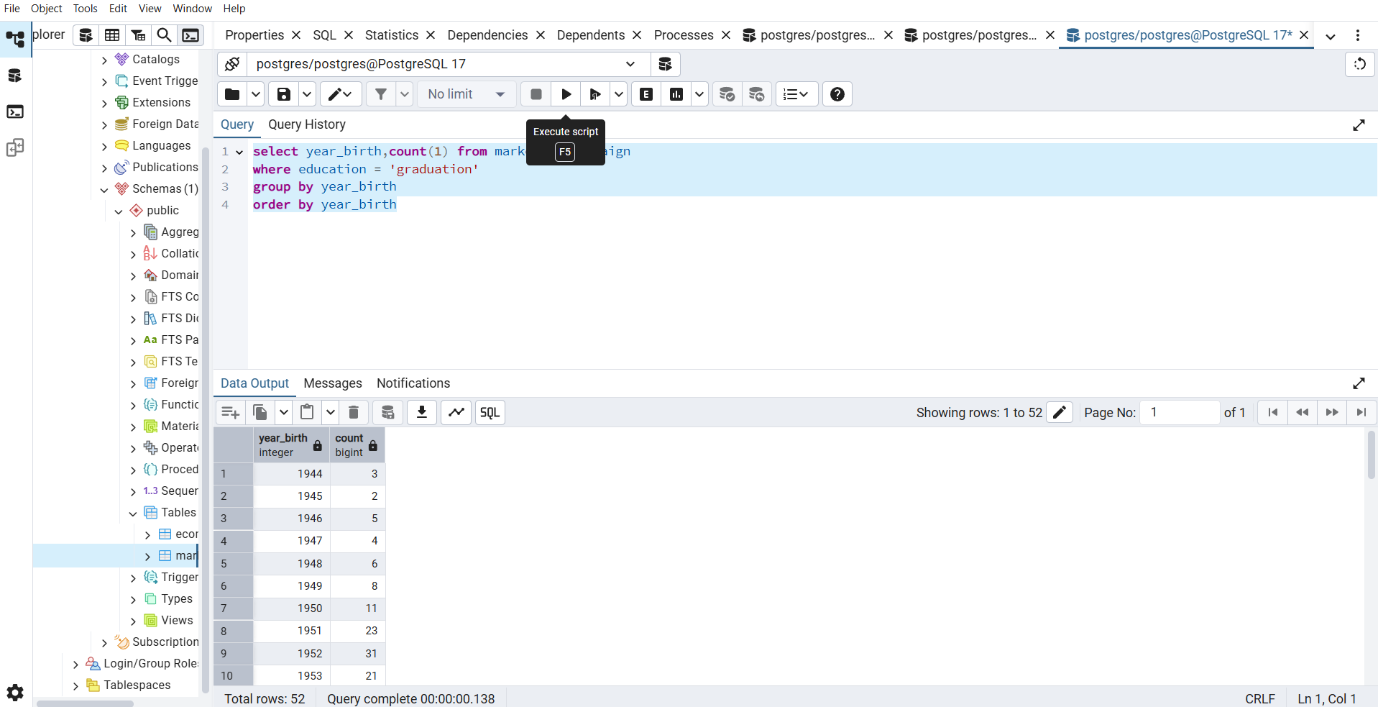 File Object Tools Edit View Window Help
plorer
Properties SQL Statistics Dependencies Dependents Processes postgres/postgres... postgres/postgres... postgres/postgres@PostgreSQL 17*
postgres/postgres@PostgreSQL 17
No limit
E
Execute script
F5
Query Query History
1 select year_birth,count(1) from mark aign
2 where education = 'graduation'
3 group by year_birth
4 order by year_birth
Catalogs
Event Trigge
Extensions
Foreign Data
Languages
Publications
Schemas (1)
public
Aggreg
Collatic
Domair
FTS Co
FTS Dic
Aa FTS Pa
FTS Te
Foreigr
Functic
Materia
Operat
Proced
1..3 Sequer
Tables
ecor
mar
Trigger
Types
Views
Subscription
Login/Group Role
Tablespaces
Data Output Messages Notifications
SQL Showing rows: 1 to 52 Page No: 1 of 1
year_birth count
integer bigint
1 1944 3
2 1945 2
3 1946 5
4 1947 4
5 1948 6
6 1949 8
7 1950 11
8 1951 23
9 1952 31
10 1953 21
Total rows: 52 Query complete 00:00:00.138 CRLF Ln 1, Col 1